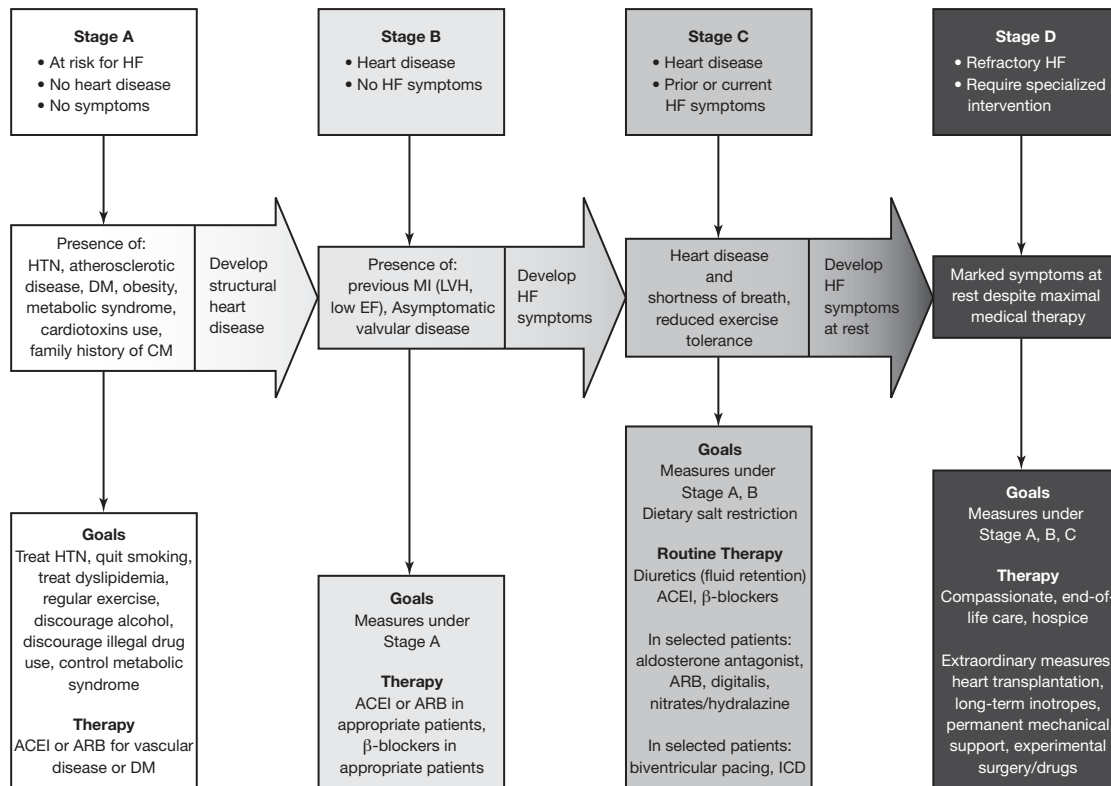 Stage A
• At risk for HF
• No heart disease
• No symptoms
Stage B
• Heart disease
• No HF symptoms
Stage C
• Heart disease
• Prior or current
HF symptoms
Stage D
• Refractory HF
• Require specialized
intervention
Presence of:
HTN, atherosclerotic
disease, DM, obesity,
metabolic syndrome,
cardiotoxins use,
family history of CM
Develop
structural
heart
disease
Presence of:
previous MI (LVH,
low EF), Asymptomatic
valvular disease
Develop
HF
symptoms
Heart disease
and
shortness of breath,
reduced exercise
tolerance
Develop
HF
symptoms
at rest
Marked symptoms at
rest despite maximal
medical therapy
Goals
Treat HTN, quit smoking,
treat dyslipidemia,
regular exercise,
discourage alcohol,
discourage illegal drug
use, control metabolic
syndrome
Therapy
ACEI or ARB for vascular
disease or DM
Goals
Measures under
Stage A
Therapy
ACEI or ARB in
appropriate patients,
β-blockers in
appropriate patients
Goals
Measures under
Stage A, B
Dietary salt restriction
Routine Therapy
Diuretics (fluid retention)
ACEI, β-blockers
In selected patients:
aldosterone antagonist,
ARB, digitalis,
nitrates/hydralazine
In selected patients:
biventricular pacing, ICD
Goals
Measures under
Stage A, B, C
Therapy
Compassionate, end-of-
life care, hospice
Extraordinary measures
heart transplantation,
long-term inotropes,
permanent mechanical
support, experimental
surgery/drugs